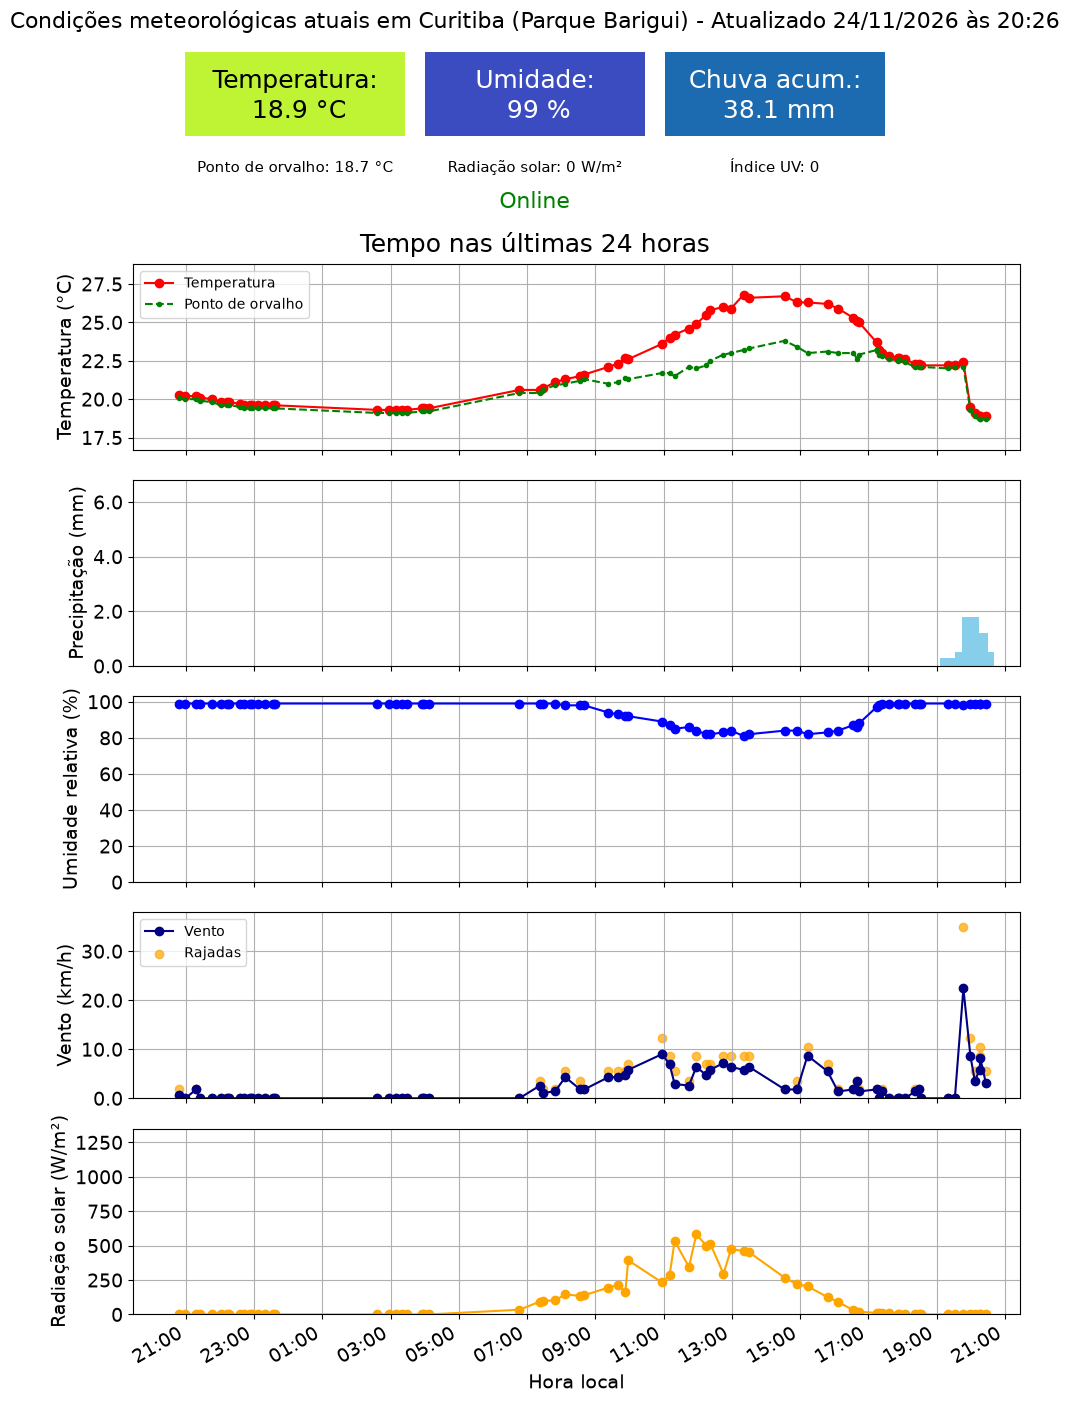 Condições meteorológicas atuais em Curitiba (Parque Barigui) - Atualizado 24/11/2026 às 20:26
Temperatura:
18.9 °C
Umidade:
99 %
Chuva acum.:
38.1 mm
Ponto de orvalho: 18.7 °C
Radiação solar: 0 W/m²
Índice UV: 0
Online
Tempo nas últimas 24 horas
Temperatura (°C)
27.5
25.0
22.5
20.0
17.5
Temperatura
Ponto de orvalho
Precipitação (mm)
6.0
4.0
2.0
0.0
Umidade relativa (%)
100
80
60
40
20
0
Vento (km/h)
30.0
20.0
10.0
0.0
Vento
Rajadas
Radiação solar (W/m²)
1250
1000
750
500
250
0
21:00
23:00
01:00
03:00
05:00
07:00
09:00
11:00
13:00
15:00
17:00
19:00
21:00
Hora local